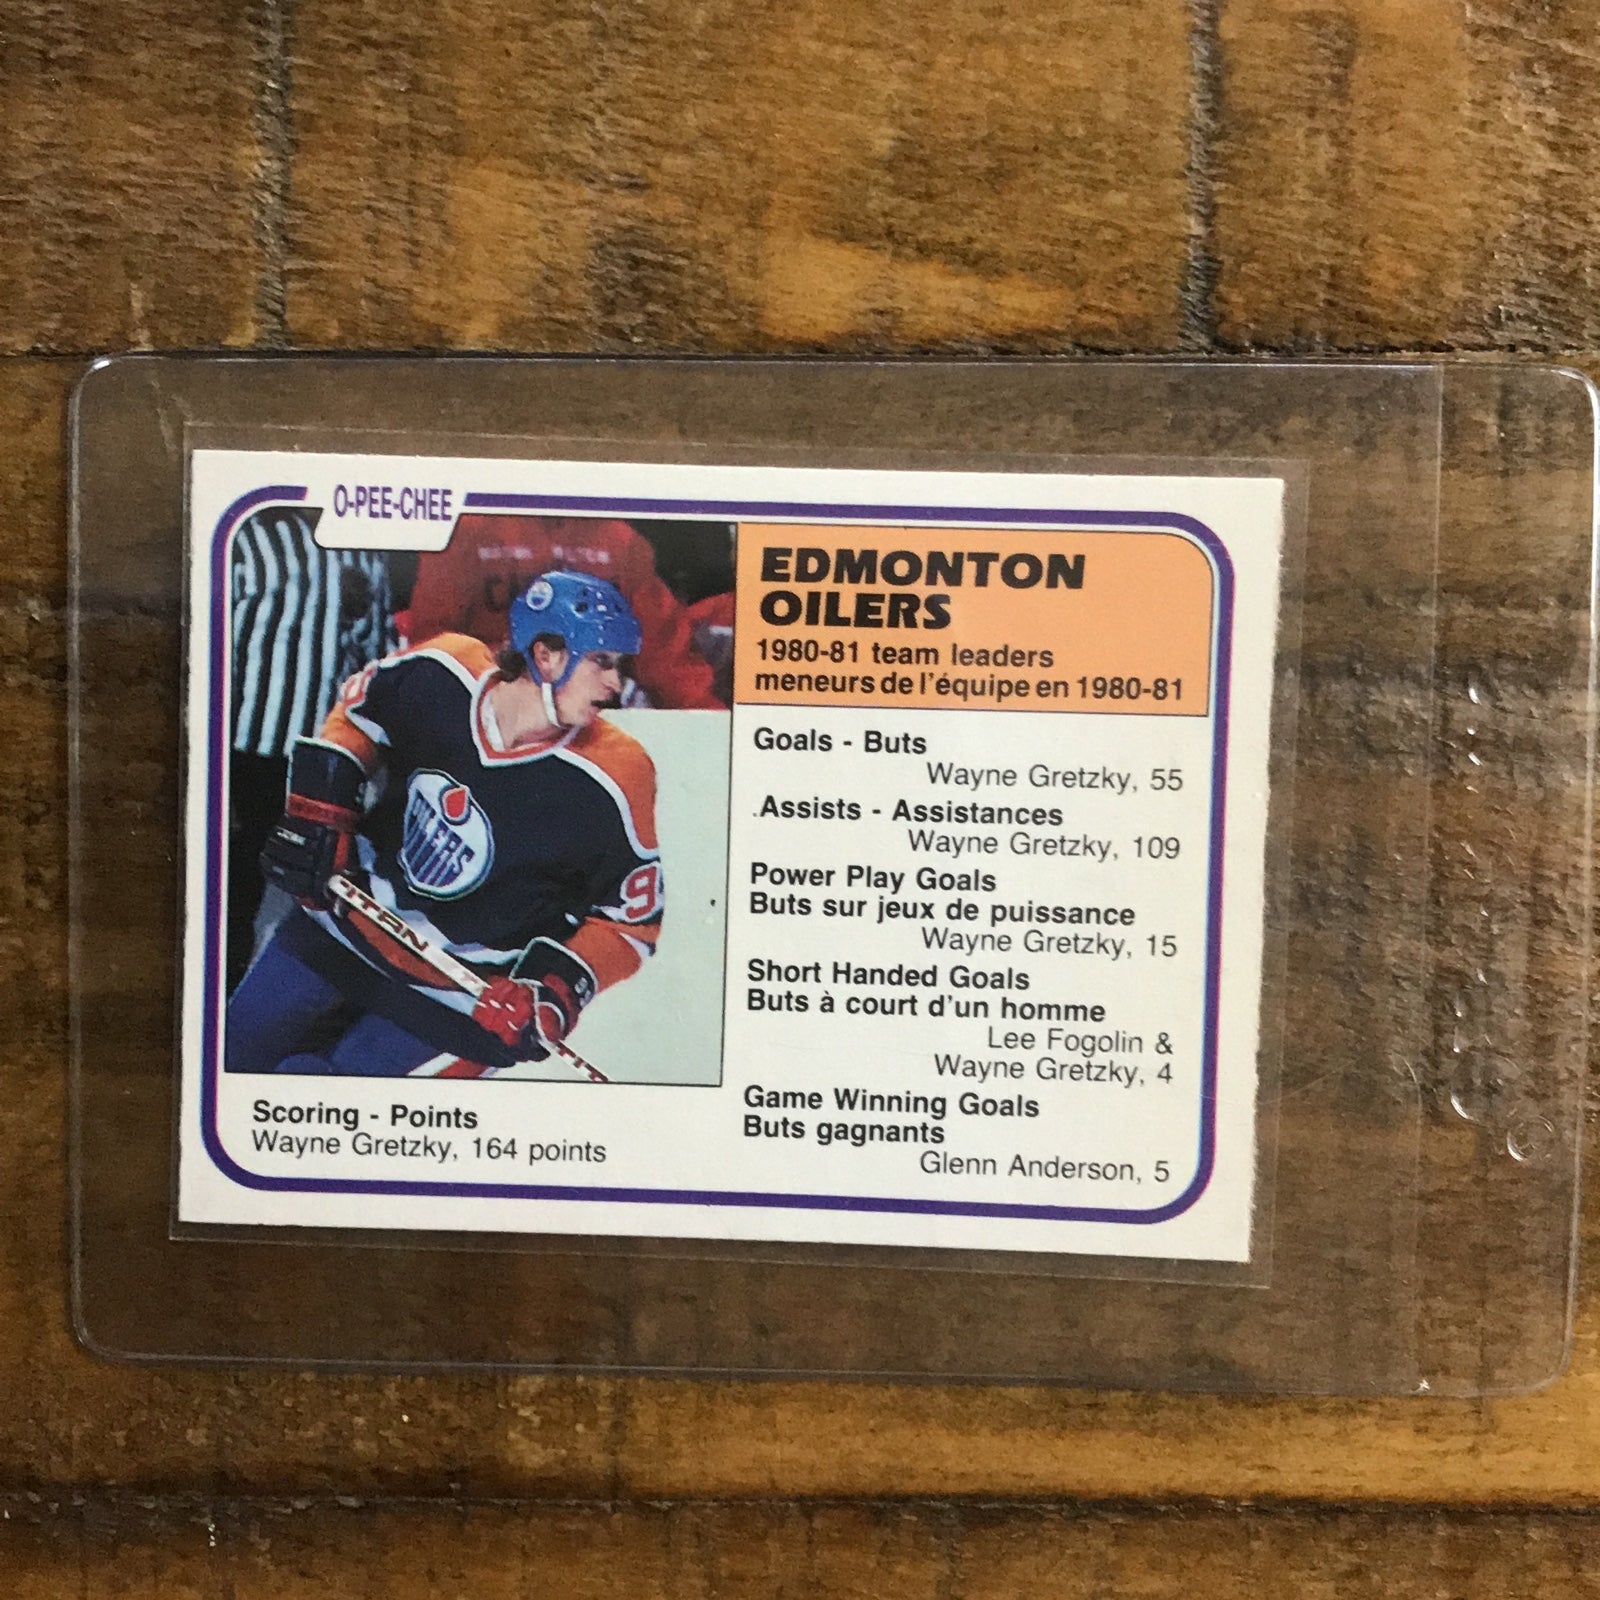 O-PEE-CHEE
EDMONTON
OILERS
1980-81 team leaders
meneurs de l'équipe en 1980-81
Goals - Buts
Wayne Gretzky, 55
Assists - Assistances
Wayne Gretzky, 109
Power Play Goals
Buts sur jeux de puissance
Wayne Gretzky, 15
Short Handed Goals
Buts à court d'un homme
Lee Fogolin &
Wayne Gretzky, 4
Game Winning Goals
Buts gagnants
Glenn Anderson, 5
Scoring - Points
Wayne Gretzky, 164 points
OILERS
9
TITAN